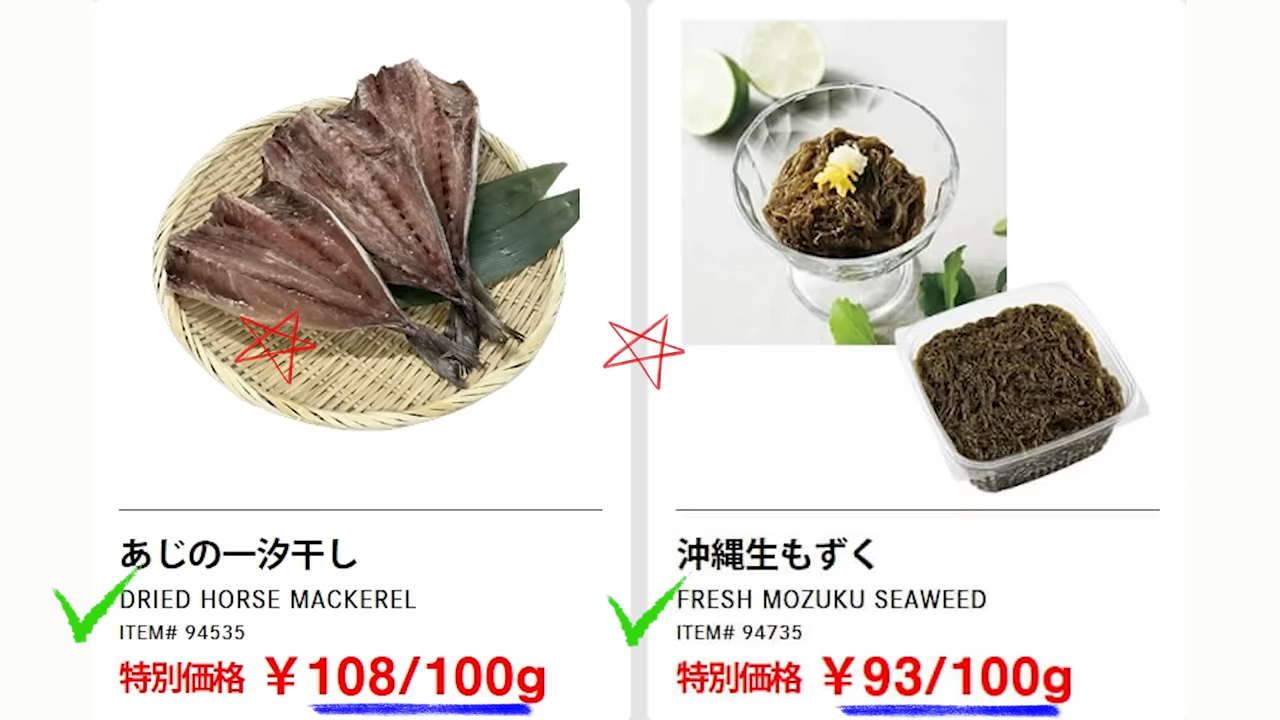 あじの一汐干し
DRIED HORSE MACKEREL
ITEM# 94535
特別価格 ¥108/100g
沖縄生もずく
FRESH MOZUKU SEAWEED
ITEM# 94735
特別価格 ¥93/100g